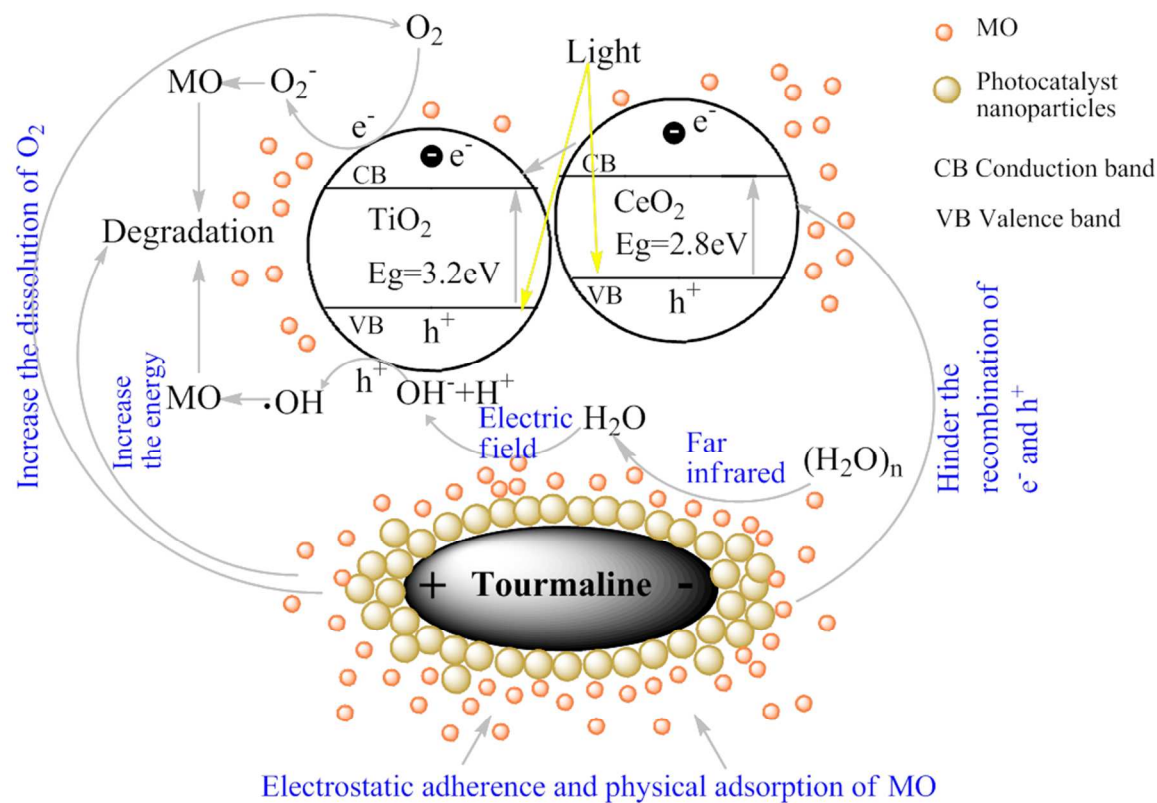 O2
Light
MO
Photocatalyst
nanoparticles
CB Conduction band
VB Valence band
MO
O2-
e-
- e-
CB
TiO2
Eg=3.2eV
VB
h+
- e-
CB
CeO2
Eg=2.8eV
VB
h+
Degradation
Increase the dissolution of O2
Increase
the energy
MO
·OH
h+
OH-+H+
Electric
field
H2O
Far
infrared
(H2O)n
Hinder the
recombination of
e- and h+
+ Tourmaline -
Electrostatic adherence and physical adsorption of MO